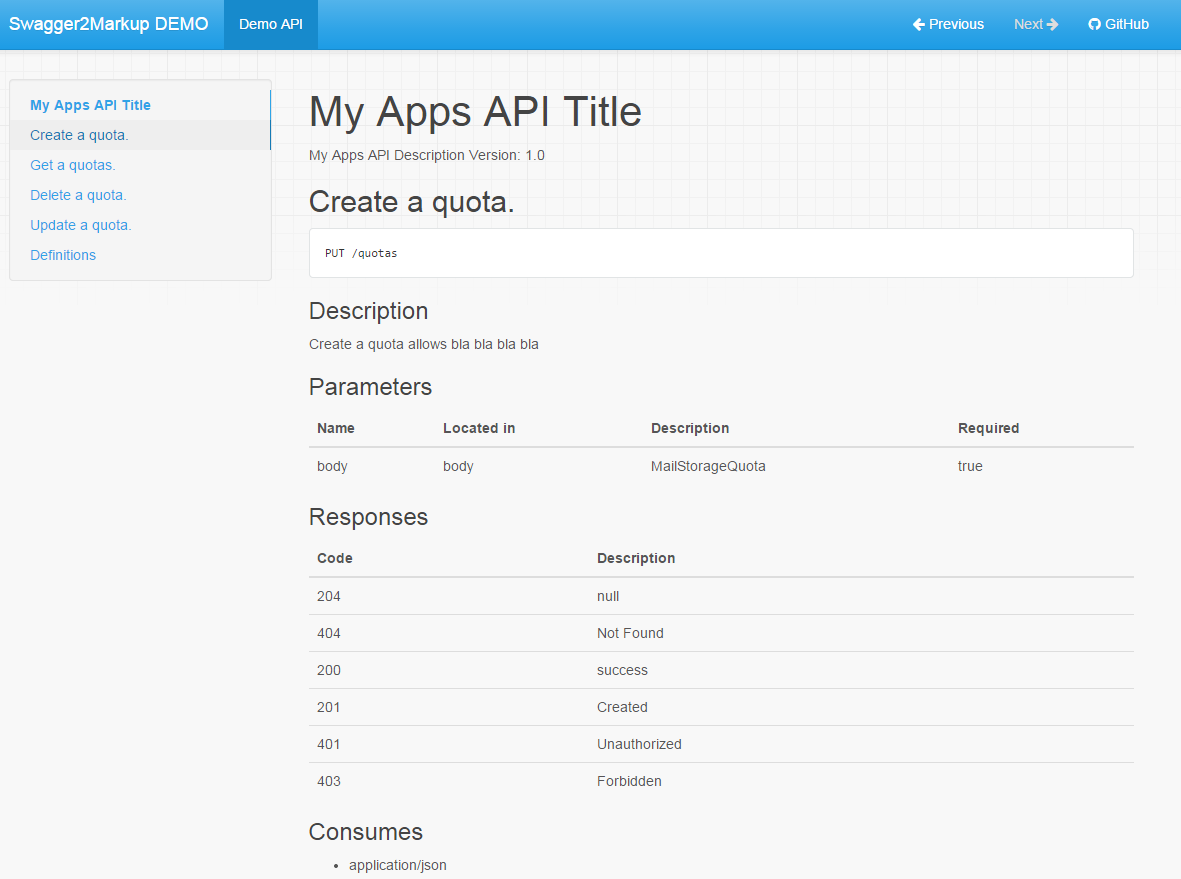 Swagger2Markup DEMO Demo API Previous Next GitHub
My Apps API Title
Create a quota.
Get a quotas.
Delete a quota.
Update a quota.
Definitions
My Apps API Title
My Apps API Description Version: 1.0
Create a quota.
PUT /quotas
Description
Create a quota allows bla bla bla bla
Parameters
Name Located in Description Required
body body MailStorageQuota true
Responses
Code Description
204 null
404 Not Found
200 success
201 Created
401 Unauthorized
403 Forbidden
Consumes
• application/json